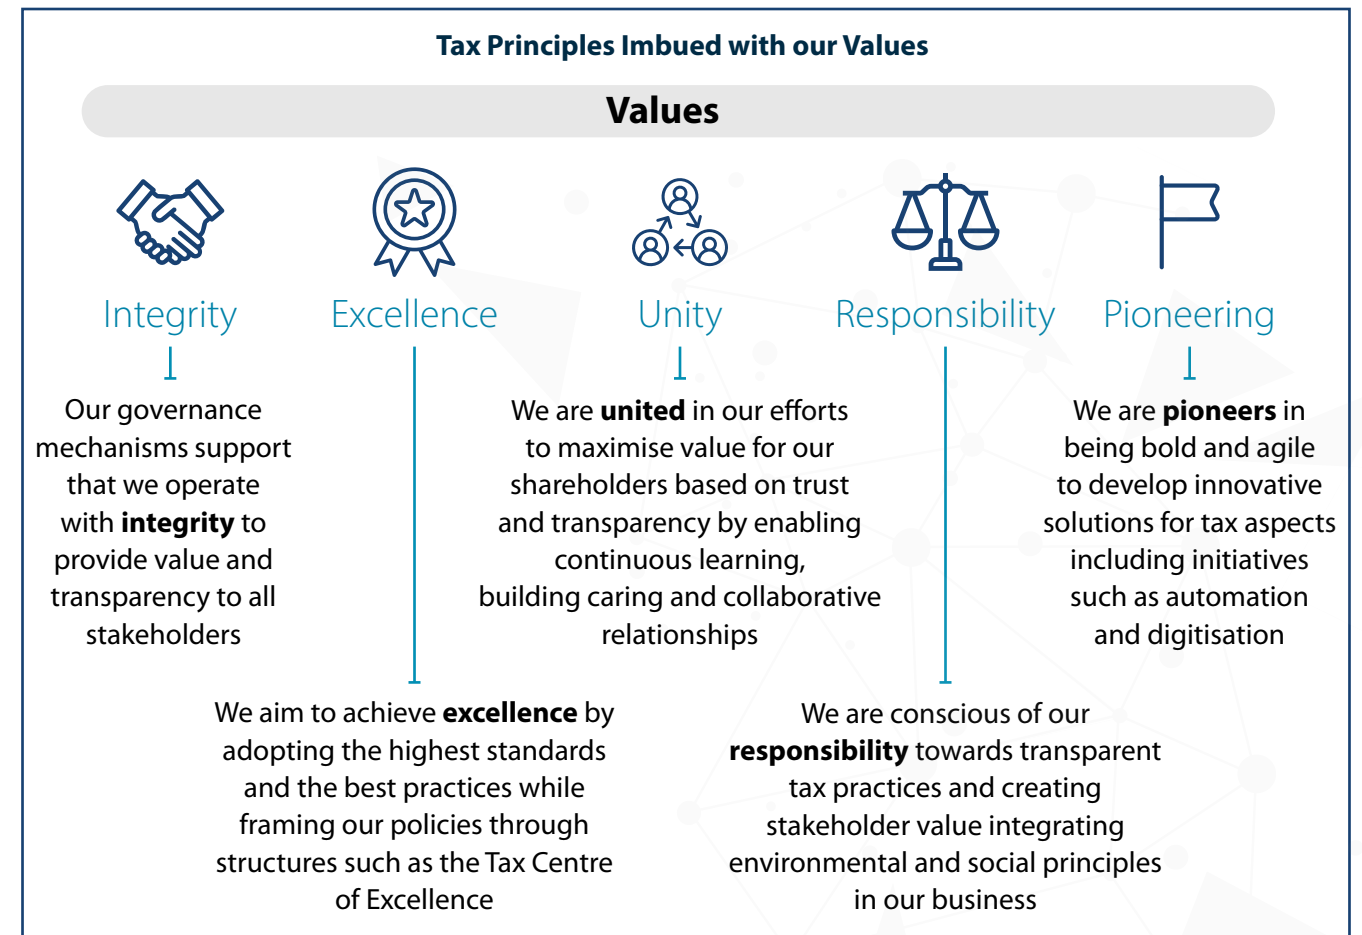 Tax Principles Imbued with our Values
Values
Integrity
Excellence
Unity
Responsibility
Pioneering
Our governance
mechanisms support
that we operate
with integrity to
provide value and
transparency to all
stakeholders
We aim to achieve excellence by
adopting the highest standards
and the best practices while
framing our policies through
structures such as the Tax Centre
of Excellence
We are united in our efforts
to maximise value for our
shareholders based on trust
and transparency by enabling
continuous learning,
building caring and collaborative
relationships
We are conscious of our
responsibility towards transparent
tax practices and creating
stakeholder value integrating
environmental and social principles
in our business
We are pioneers in
being bold and agile
to develop innovative
solutions for tax aspects
including initiatives
such as automation
and digitisation